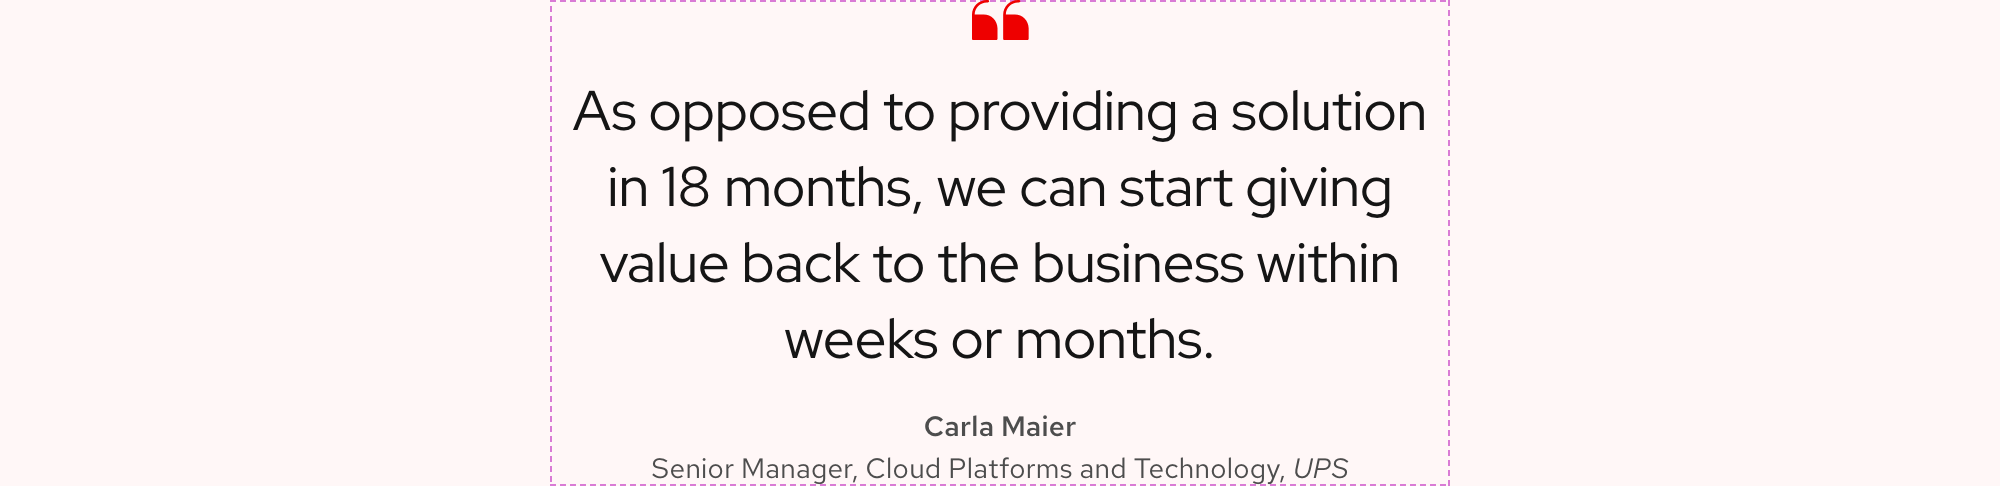 ❝
As opposed to providing a solution
in 18 months, we can start giving
value back to the business within
weeks or months.
Carla Maier
Senior Manager, Cloud Platforms and Technology, UPS